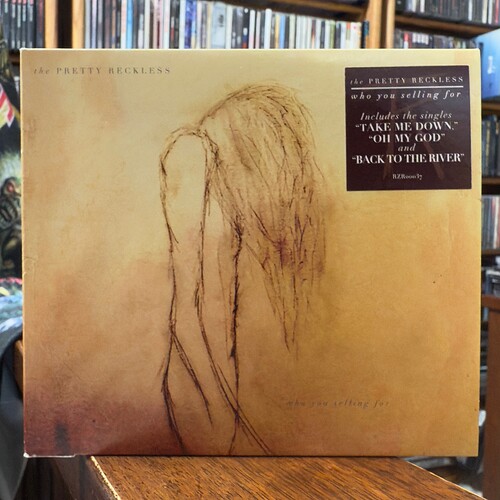 the PRETTY RECKLESS
the PRETTY RECKLESS
who you selling for
Includes the singles
"TAKE ME DOWN,"
"OH MY GOD"
and
"BACK TO THE RIVER"
who you selling for